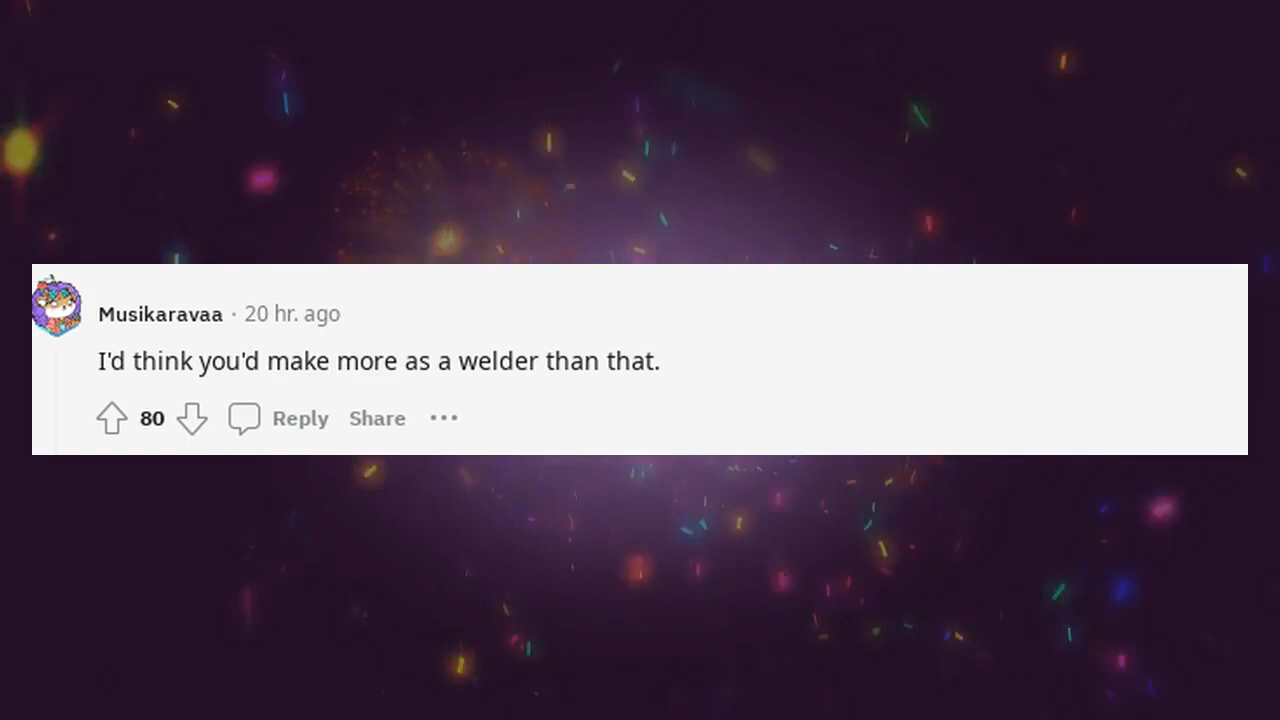 Musikaravaa · 20 hr. ago
I'd think you'd make more as a welder than that.
80 Reply Share ···